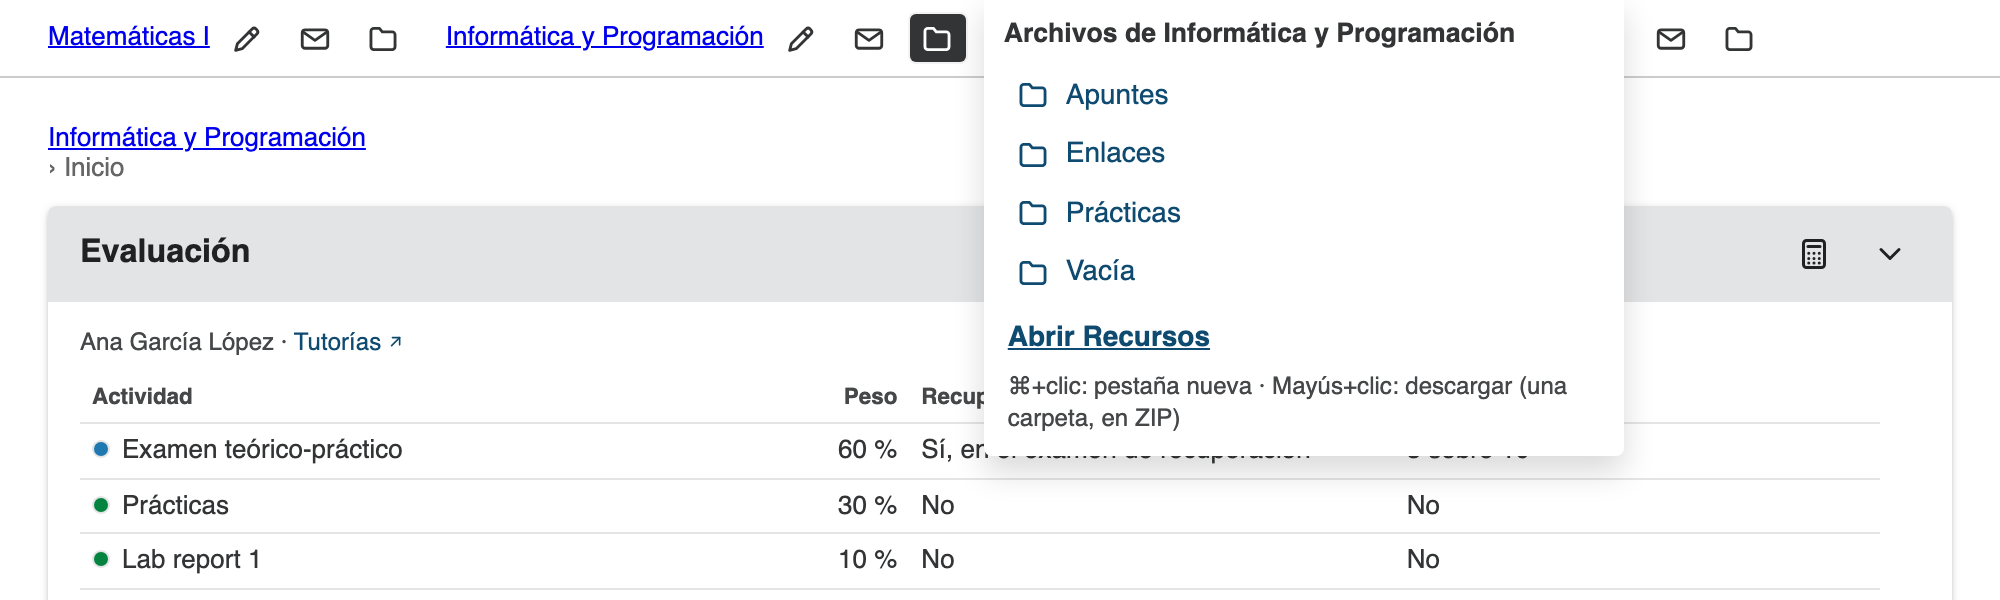 Matemáticas I
Informática y Programación
Archivos de Informática y Programación
Apuntes
Enlaces
Prácticas
Vacía
Abrir Recursos
⌘+clic: pestaña nueva · Mayús+clic: descargar (una
carpeta, en ZIP)
Informática y Programación
› Inicio
Evaluación
Ana García López · Tutorías ↗
Actividad Peso Recup
Examen teórico-práctico 60 % Sí, en
Prácticas 30 % No No
Lab report 1 10 % No No